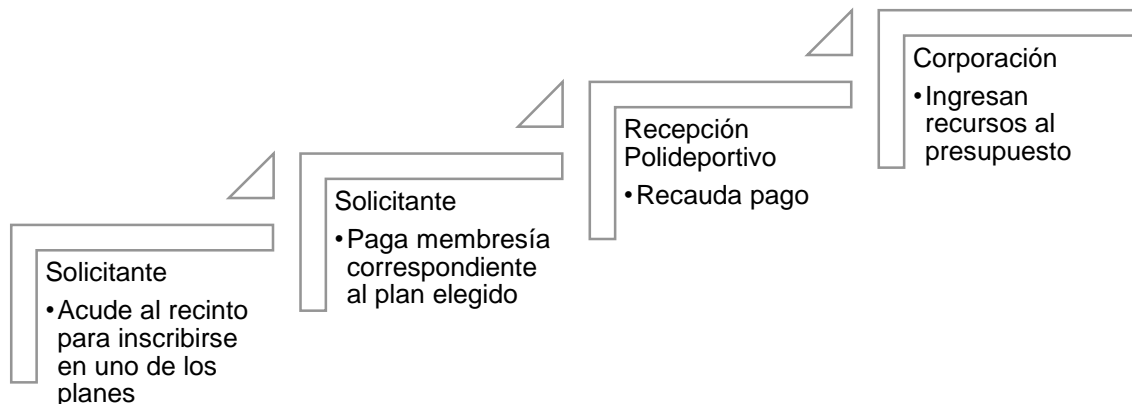 Solicitante
•Acude al recinto
para inscribirse
en uno de los
planes
Solicitante
•Paga membresía
correspondiente
al plan elegido
Recepción
Polideportivo
•Recauda pago
Corporación
•Ingresan
recursos al
presupuesto